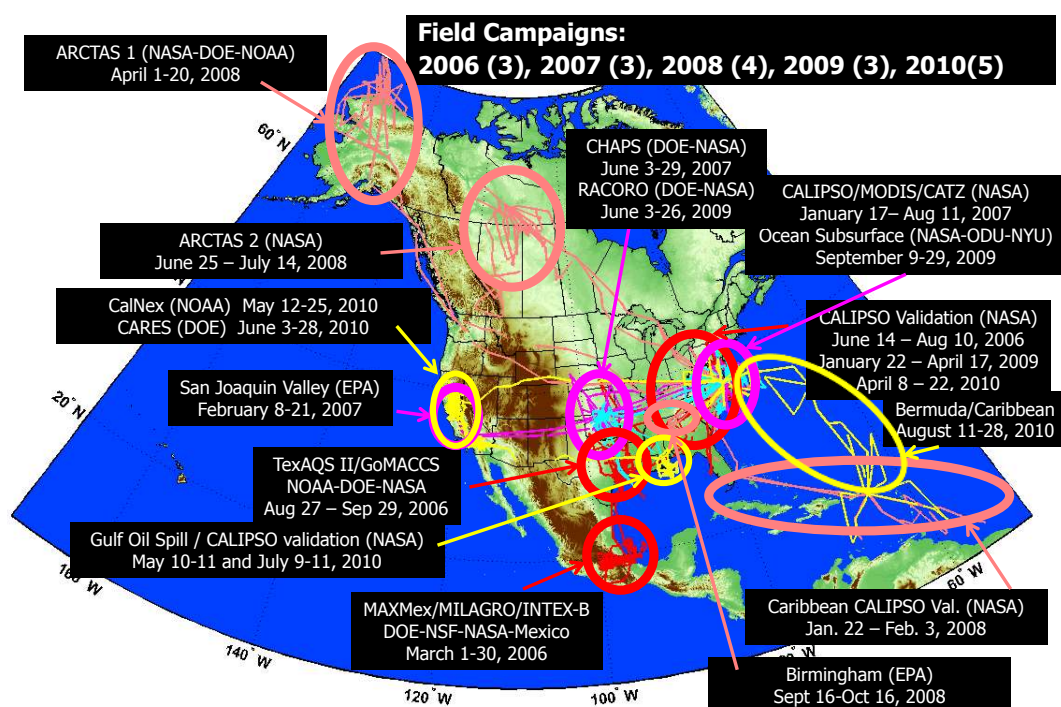 Field Campaigns:
2006 (3), 2007 (3), 2008 (4), 2009 (3), 2010(5)
ARCTAS 1 (NASA-DOE-NOAA)
April 1-20, 2008
60° N
CHAPS (DOE-NASA)
June 3-29, 2007
RACORO (DOE-NASA)
June 3-26, 2009
CALIPSO/MODIS/CATZ (NASA)
January 17– Aug 11, 2007
Ocean Subsurface (NASA-ODU-NYU)
September 9-29, 2009
ARCTAS 2 (NASA)
June 25 – July 14, 2008
CalNex (NOAA) May 12-25, 2010
CARES (DOE) June 3-28, 2010
CALIPSO Validation (NASA)
June 14 – Aug 10, 2006
January 22 – April 17, 2009
April 8 – 22, 2010
San Joaquin Valley (EPA)
February 8-21, 2007
20° N
Bermuda/Caribbean
August 11-28, 2010
TexAQS II/GoMACCS
NOAA-DOE-NASA
Aug 27 – Sep 29, 2006
Gulf Oil Spill / CALIPSO validation (NASA)
May 10-11 and July 9-11, 2010
160° W
60° W
MAXMex/MILAGRO/INTEX-B
DOE-NSF-NASA-Mexico
March 1-30, 2006
Caribbean CALIPSO Val. (NASA)
Jan. 22 – Feb. 3, 2008
140° W
120° W
100° W
Birmingham (EPA)
Sept 16-Oct 16, 2008